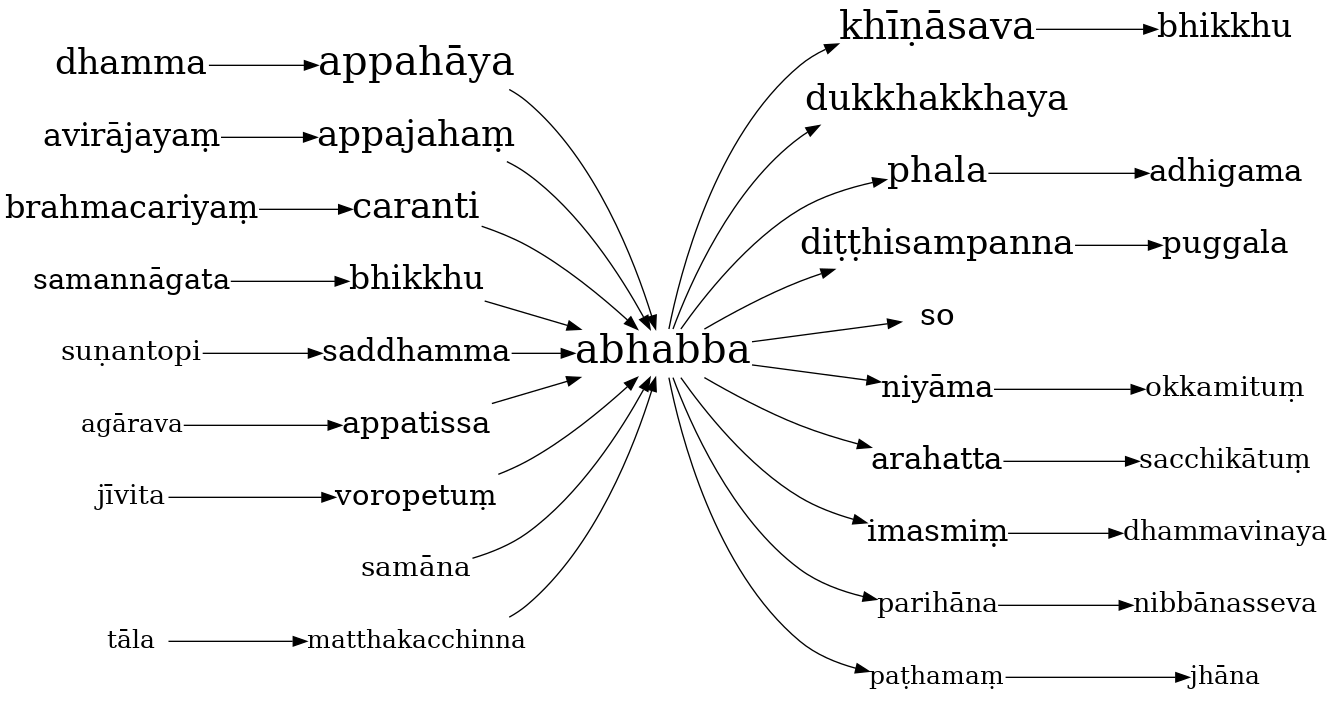 khīṇāsava bhikkhu
dhamma appahāya
dukkhakkhaya
avirājayaṃ appajahaṃ
phala adhigama
brahmacariyaṃ caranti
diṭṭhisampanna puggala
samannāgata bhikkhu
so
suṇantopi saddhamma abhabba
niyāma okkamituṃ
agārava appatissa
arahatta sacchikātuṃ
jīvita voropetuṃ
imasmiṃ dhammavinaya
samāna
parihāna nibbānasseva
tāla matthakacchinna
paṭhamaṃ jhāna